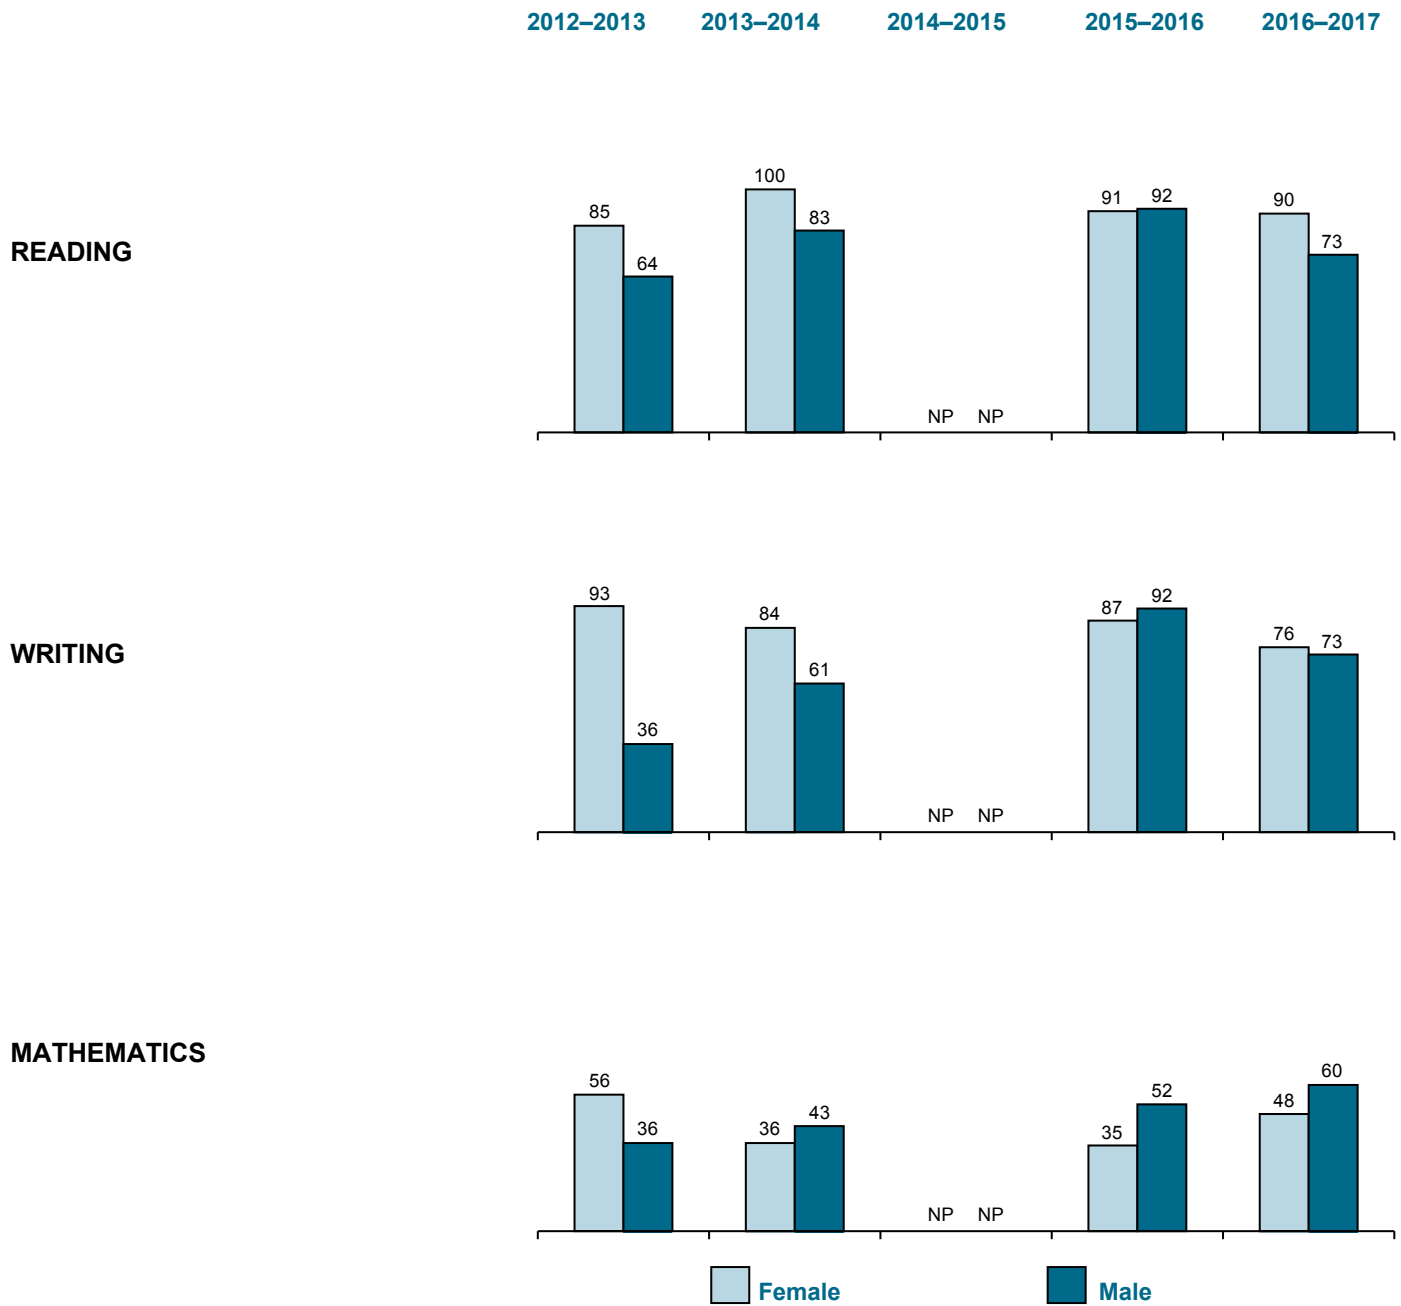 2012–2013 2013–2014 2014–2015 2015–2016 2016–2017
READING
85 64 100 83 NP NP 91 92 90 73
WRITING
93 36 84 61 NP NP 87 92 76 73
MATHEMATICS
56 36 36 43 NP NP 35 52 48 60
Female Male